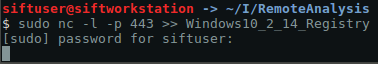 siftuser@siftworkstation -> ~/I/RemoteAnalysis
$ sudo nc -l -p 443 >> Windows10_2_14_Registry
[sudo] password for siftuser: